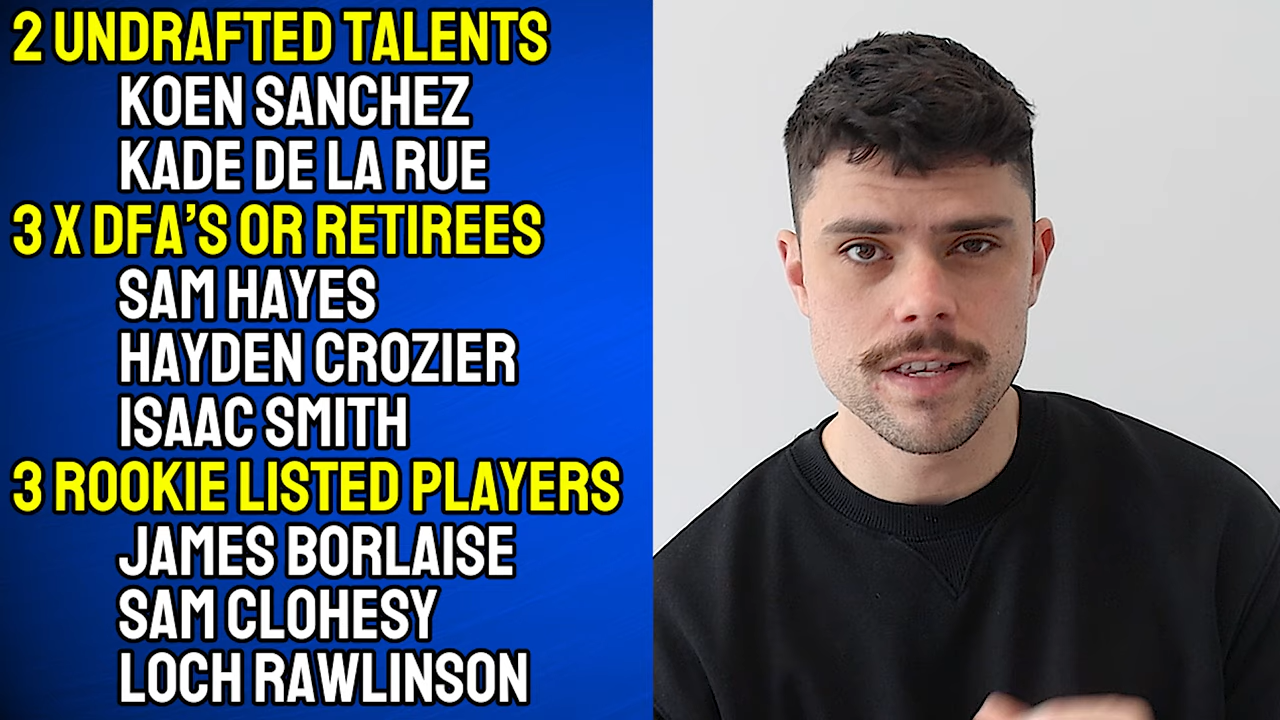 2 UNDRAFTED TALENTS
KOEN SANCHEZ
KADE DE LA RUE
3 X DFA'S OR RETIREES
SAM HAYES
HAYDEN CROZIER
ISAAC SMITH
3 ROOKIE LISTED PLAYERS
JAMES BORLAISE
SAM CLOHESY
LOCH RAWLINSON